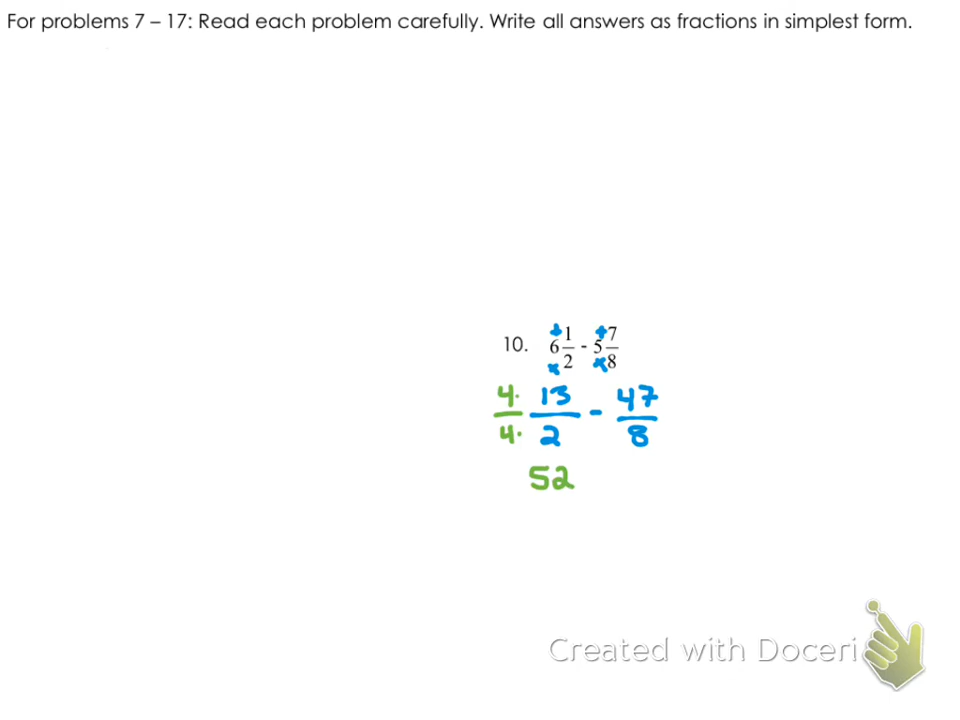 For problems 7 – 17: Read each problem carefully. Write all answers as fractions in simplest form.
10. 6 1/2 - 5 7/8
+ +
x x
4·/4· 13/2 - 47/8
52
Created with Doceri